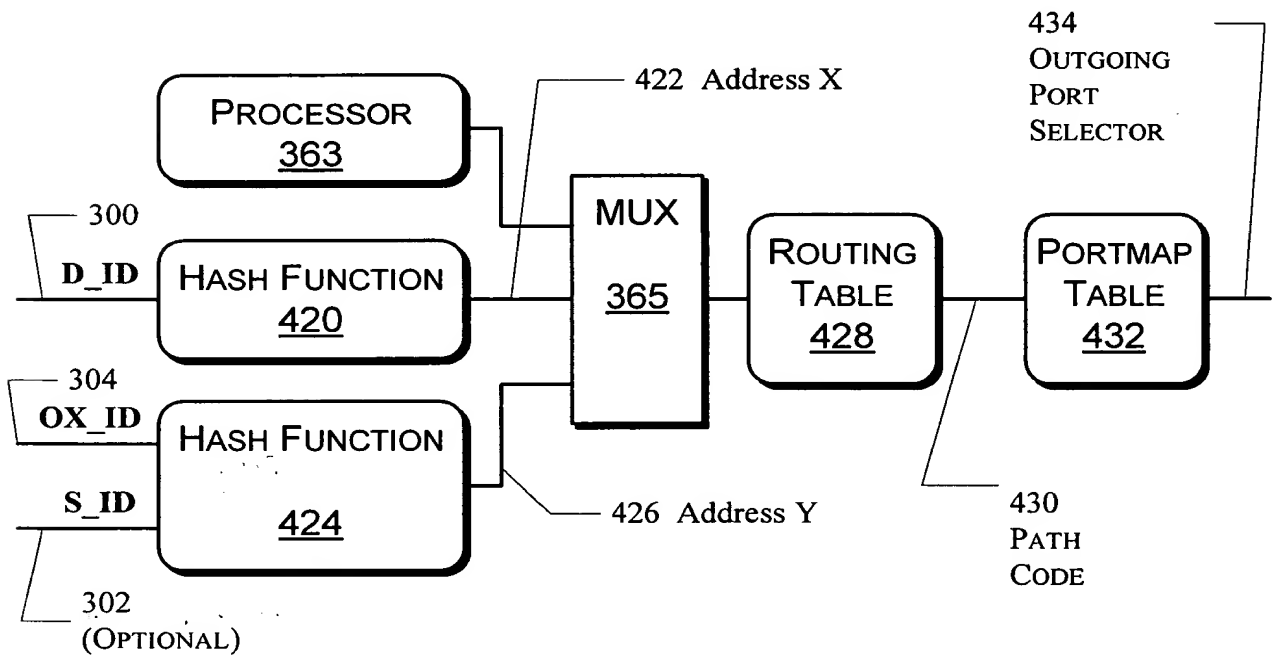 434
OUTGOING
PORT
SELECTOR
422 Address X
PROCESSOR
363
300
D_ID
HASH FUNCTION
420
MUX
365
ROUTING
TABLE
428
PORTMAP
TABLE
432
304
OX_ID
S_ID
HASH FUNCTION
424
426 Address Y
430
PATH
CODE
302
(OPTIONAL)